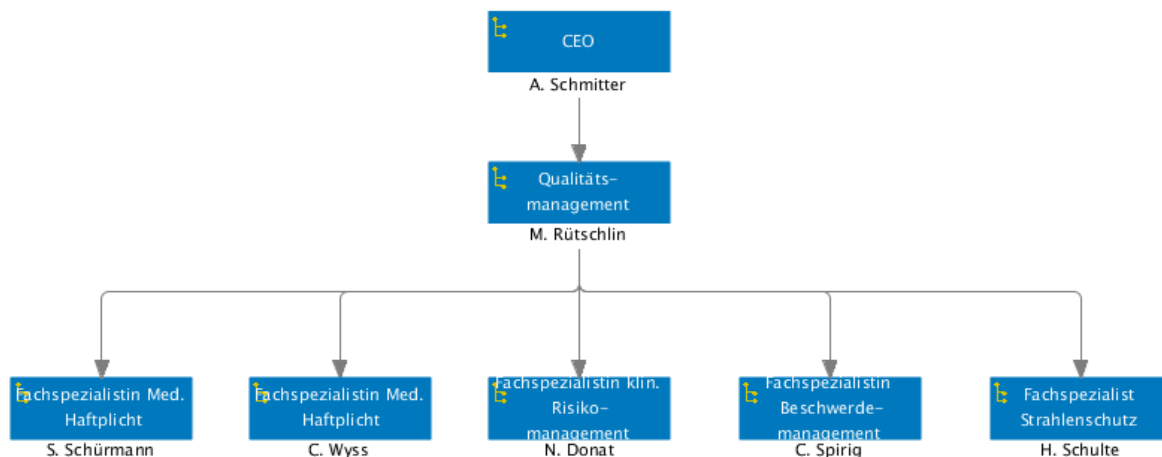 CEO
A. Schmitter
Qualitäts-
management
M. Rütschlin
Fachspezialistin Med.
Haftplicht
S. Schürmann
Fachspezialistin Med.
Haftplicht
C. Wyss
Fachspezialistin klin.
Risiko-
management
N. Donat
Fachspezialistin
Beschwerde-
management
C. Spirig
Fachspezialist
Strahlenschutz
H. Schulte